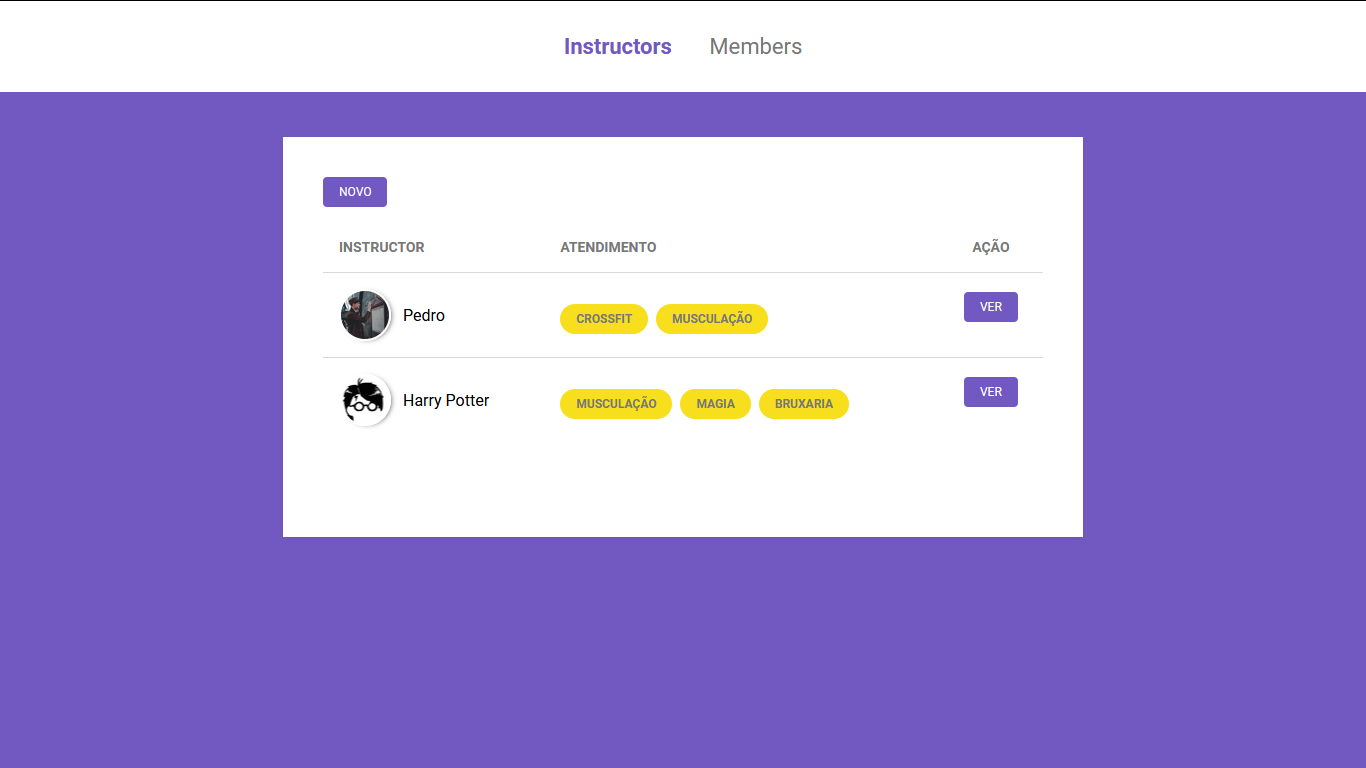 Instructors Members
NOVO
INSTRUCTOR ATENDIMENTO AÇÃO
Pedro CROSSFIT MUSCULAÇÃO VER
Harry Potter MUSCULAÇÃO MAGIA BRUXARIA VER